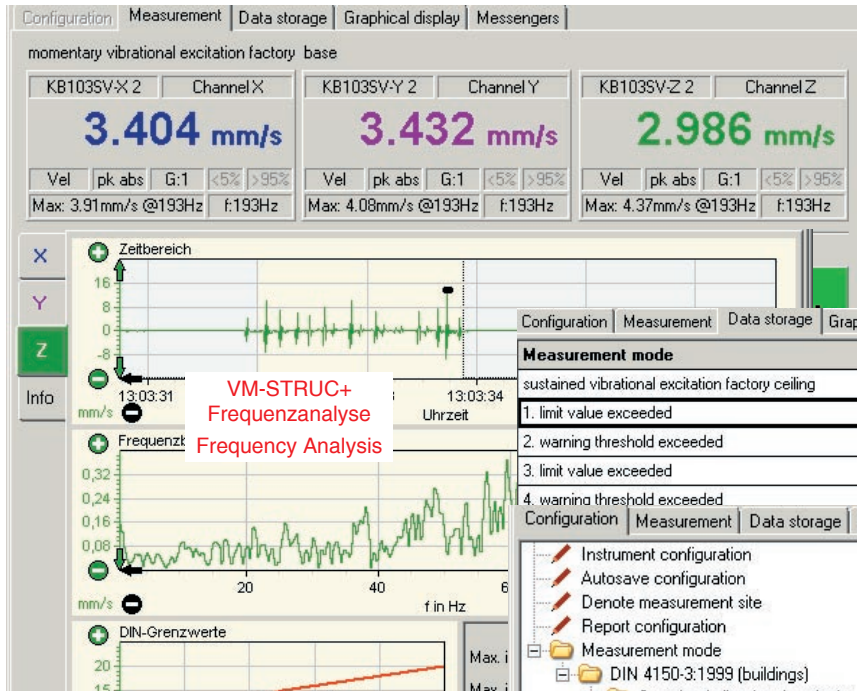 Configuration Measurement Data storage Graphical display Messengers
momentary vibrational excitation factory base
KB103SV-X 2 Channel X
3.404 mm/s
Vel pk abs G:1 <5% >95%
Max: 3.91mm/s @193Hz f:193Hz
KB103SV-Y 2 Channel Y
3.432 mm/s
Vel pk abs G:1 <5% >95%
Max: 4.08mm/s @193Hz f:193Hz
KB103SV-Z 2 Channel Z
2.986 mm/s
Vel pk abs G:1 <5% >95%
Max: 4.37mm/s @193Hz f:193Hz
X
Y
Z
Info
Zeitbereich
16
8
0
-8
mm/s
13:03:31 13:03:34
Uhrzeit
VM-STRUC+
Frequenzanalyse
Frequency Analysis
0,32
0,24
0,16
0,08
mm/s
20 40 6
f in Hz
DIN-Grenzwerte
20
15
Max. i
Max. i
Configuration Measurement Data storage Grap
Measurement mode
sustained vibrational excitation factory ceiling
1. limit value exceeded
2. warning threshold exceeded
3. limit value exceeded
4. warning threshold exceeded
Configuration Measurement Data storage
Instrument configuration
Autosave configuration
Denote measurement site
Report configuration
Measurement mode
DIN 4150-3:1999 (buildings)